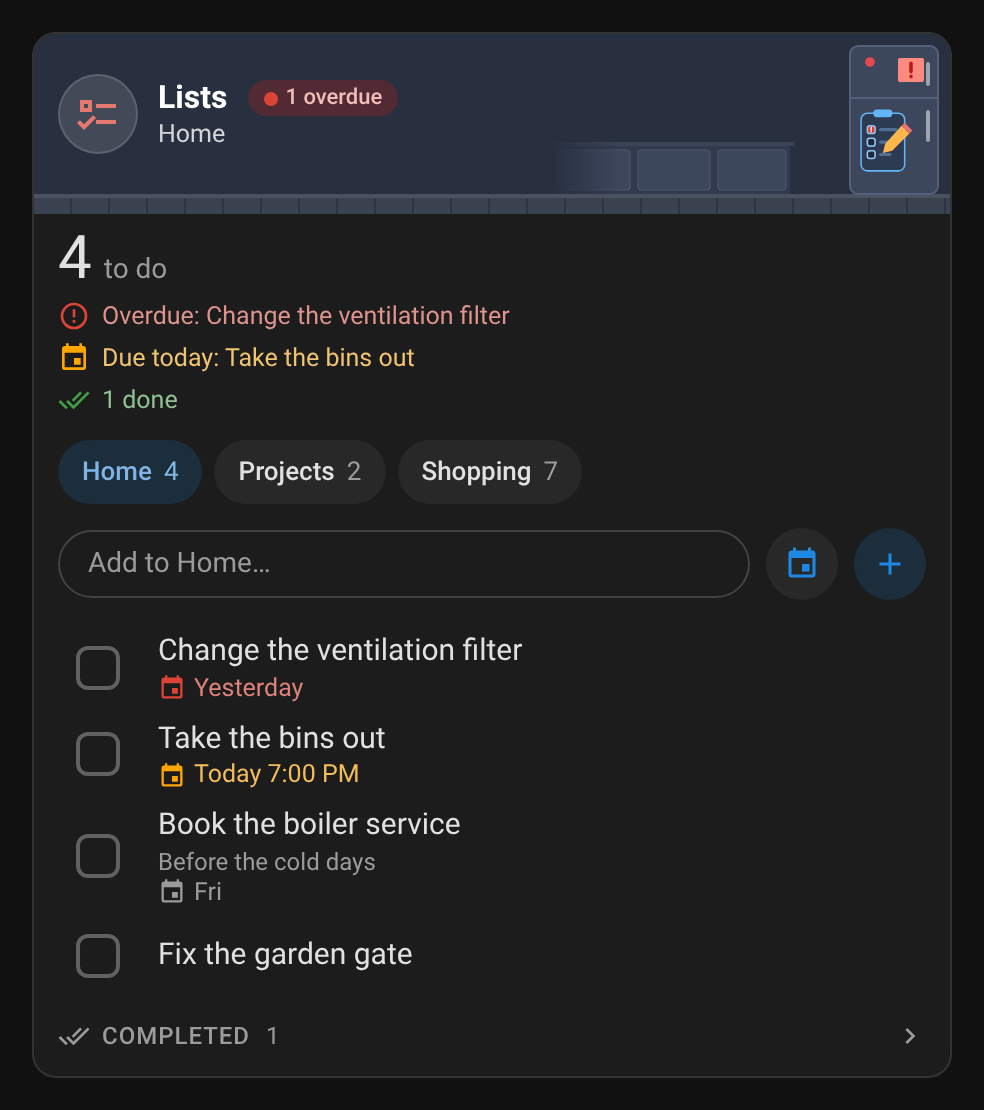 Lists
1 overdue
Home
4 to do
Overdue: Change the ventilation filter
Due today: Take the bins out
1 done
Home 4
Projects 2
Shopping 7
Add to Home…
Change the ventilation filter
Yesterday
Take the bins out
Today 7:00 PM
Book the boiler service
Before the cold days
Fri
Fix the garden gate
COMPLETED 1